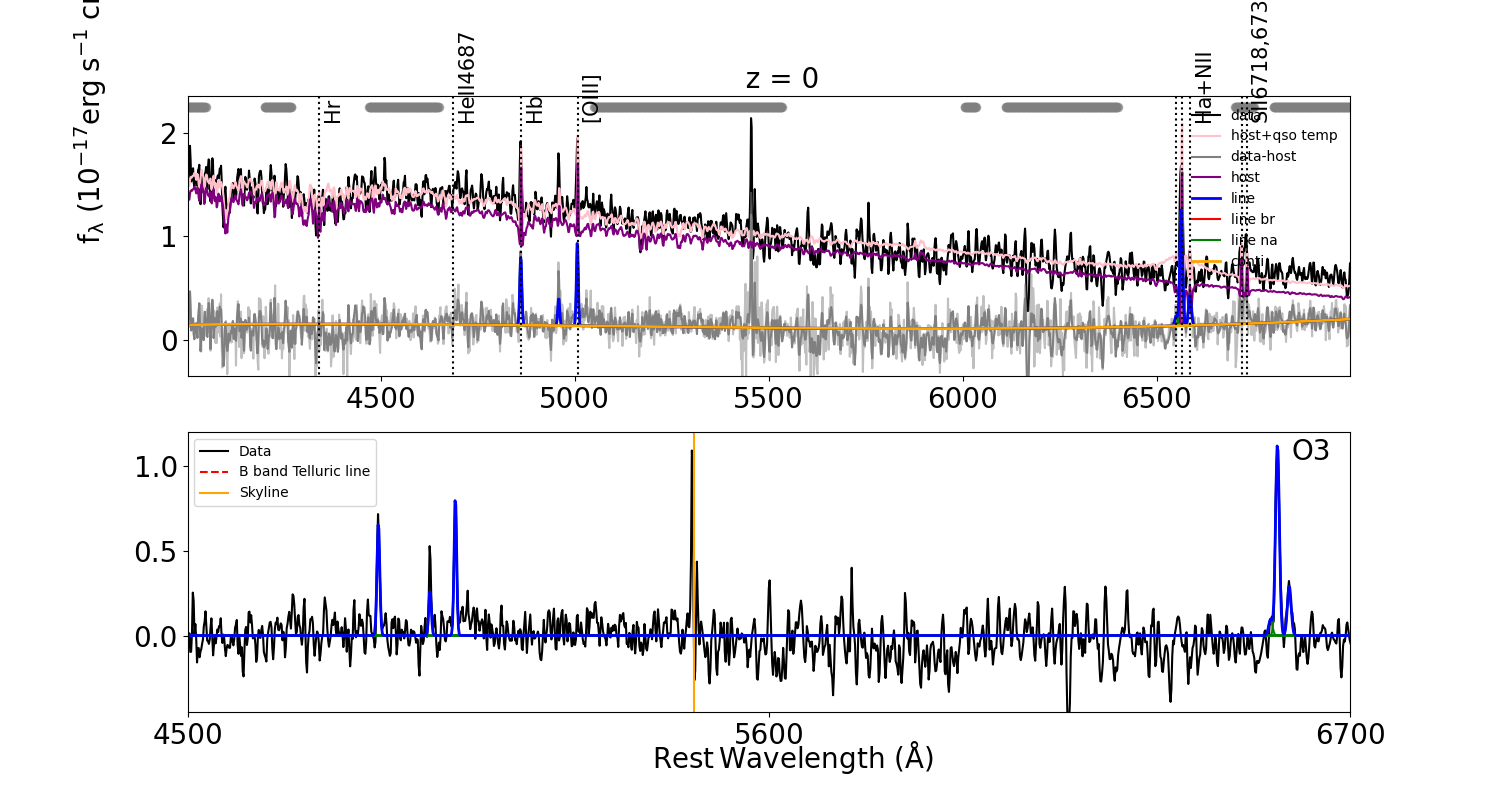 z = 0
f_λ (10^−17 erg s^−1 c
Hr
HeII4687
Hb
[OIII]
Ha+NII
SII6718,673
data
host+qso temp
data-host
host
line
line br
line na
conti
2
1
0
4500
5000
5500
6000
6500
Data
B band Telluric line
Skyline
O3
1.0
0.5
0.0
4500
5600
6700
Rest Wavelength (Å)